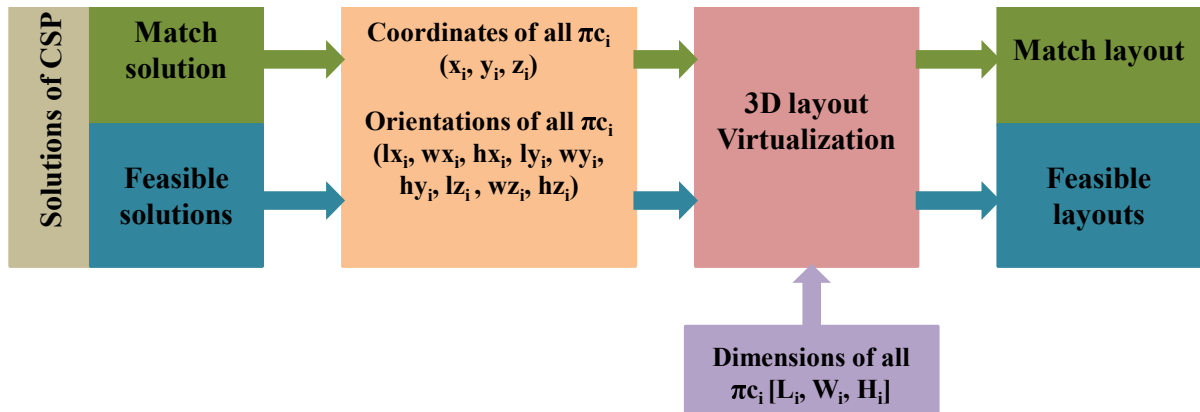 Solutions of CSP
Match
solution
Feasible
solutions
Coordinates of all πcᵢ
(xᵢ, yᵢ, zᵢ)
Orientations of all πcᵢ
(lxᵢ, wxᵢ, hxᵢ, lyᵢ, wyᵢ,
hyᵢ, lzᵢ , wzᵢ, hzᵢ)
3D layout
Virtualization
Dimensions of all
πcᵢ [Lᵢ, Wᵢ, Hᵢ]
Match layout
Feasible
layouts